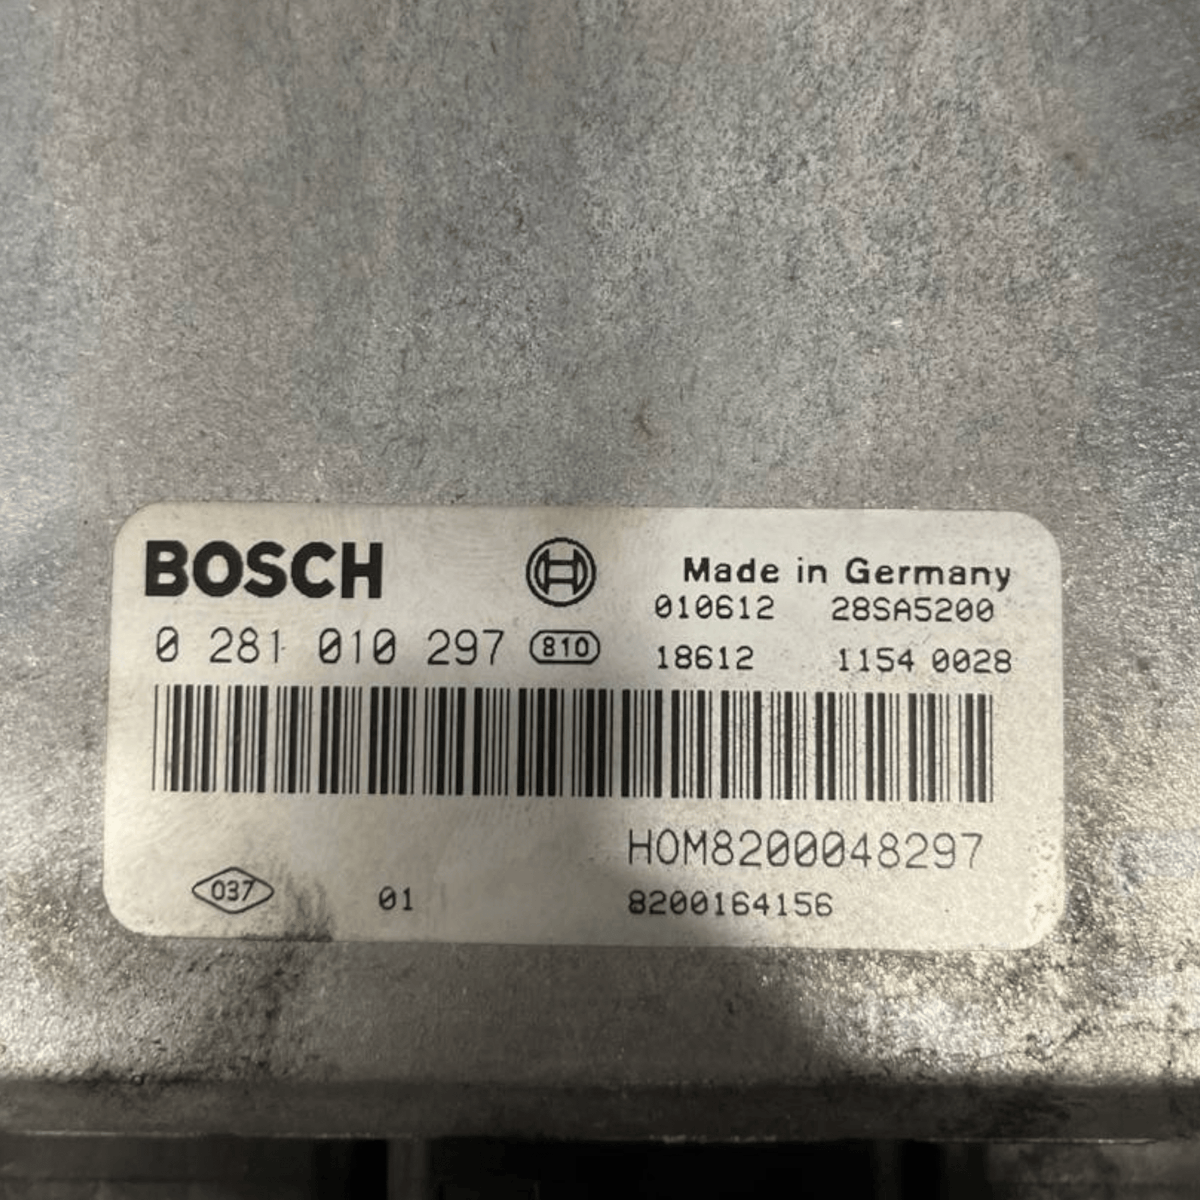 BOSCH
Made in Germany
010612 28SA5200
0 281 010 297 810
18612 1154 0028
HOM8200048297
037 01 8200164156